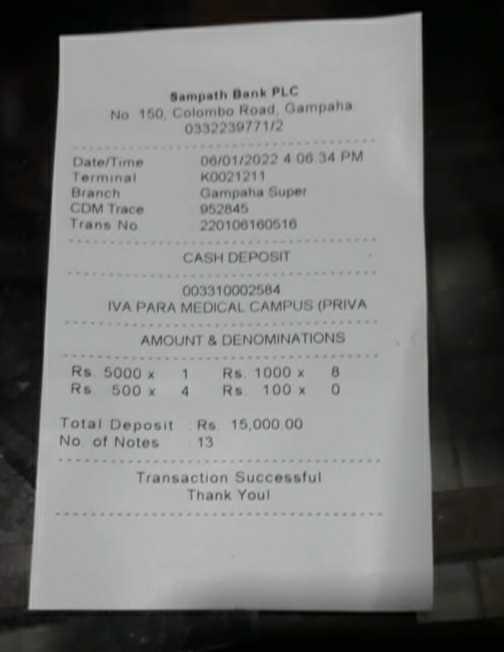 Sampath Bank PLC
No 150, Colombo Road, Gampaha
0332239771/2
Date/Time 06/01/2022 4 06:34 PM
Terminal K0021211
Branch Gampaha Super
CDM Trace 952845
Trans No 220106160516
CASH DEPOSIT
003310002584
IVA PARA MEDICAL CAMPUS (PRIVA
AMOUNT & DENOMINATIONS
Rs. 5000 x 1 Rs. 1000 x 8
Rs 500 x 4 Rs. 100 x 0
Total Deposit : Rs. 15,000.00
No. of Notes : 13
Transaction Successful
Thank You!